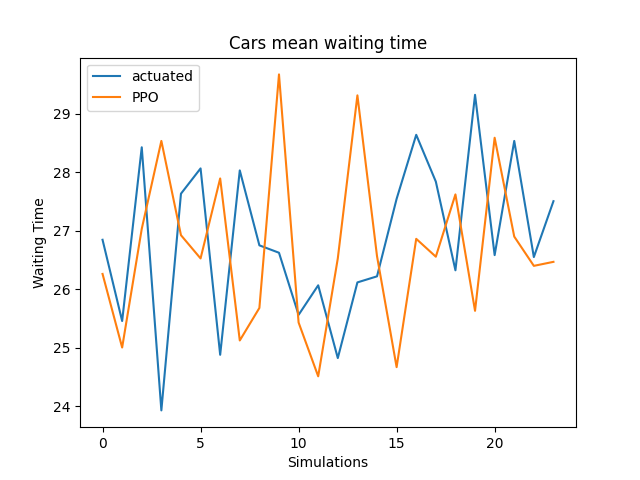 Cars mean waiting time
actuated
PPO
Waiting Time
29
28
27
26
25
24
0 5 10 15 20
Simulations